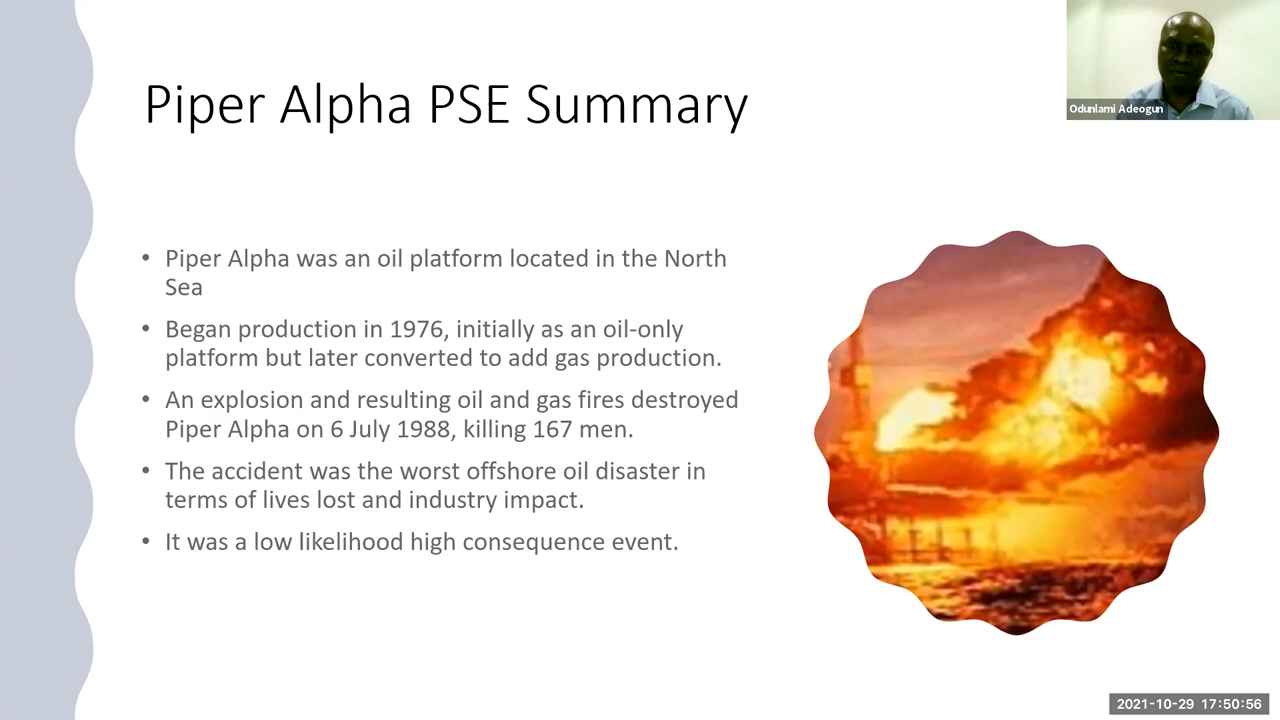 Piper Alpha PSE Summary
Odunlami Adeogun
• Piper Alpha was an oil platform located in the North
Sea
• Began production in 1976, initially as an oil-only
platform but later converted to add gas production.
• An explosion and resulting oil and gas fires destroyed
Piper Alpha on 6 July 1988, killing 167 men.
• The accident was the worst offshore oil disaster in
terms of lives lost and industry impact.
• It was a low likelihood high consequence event.
2021-10-29 17:50:56